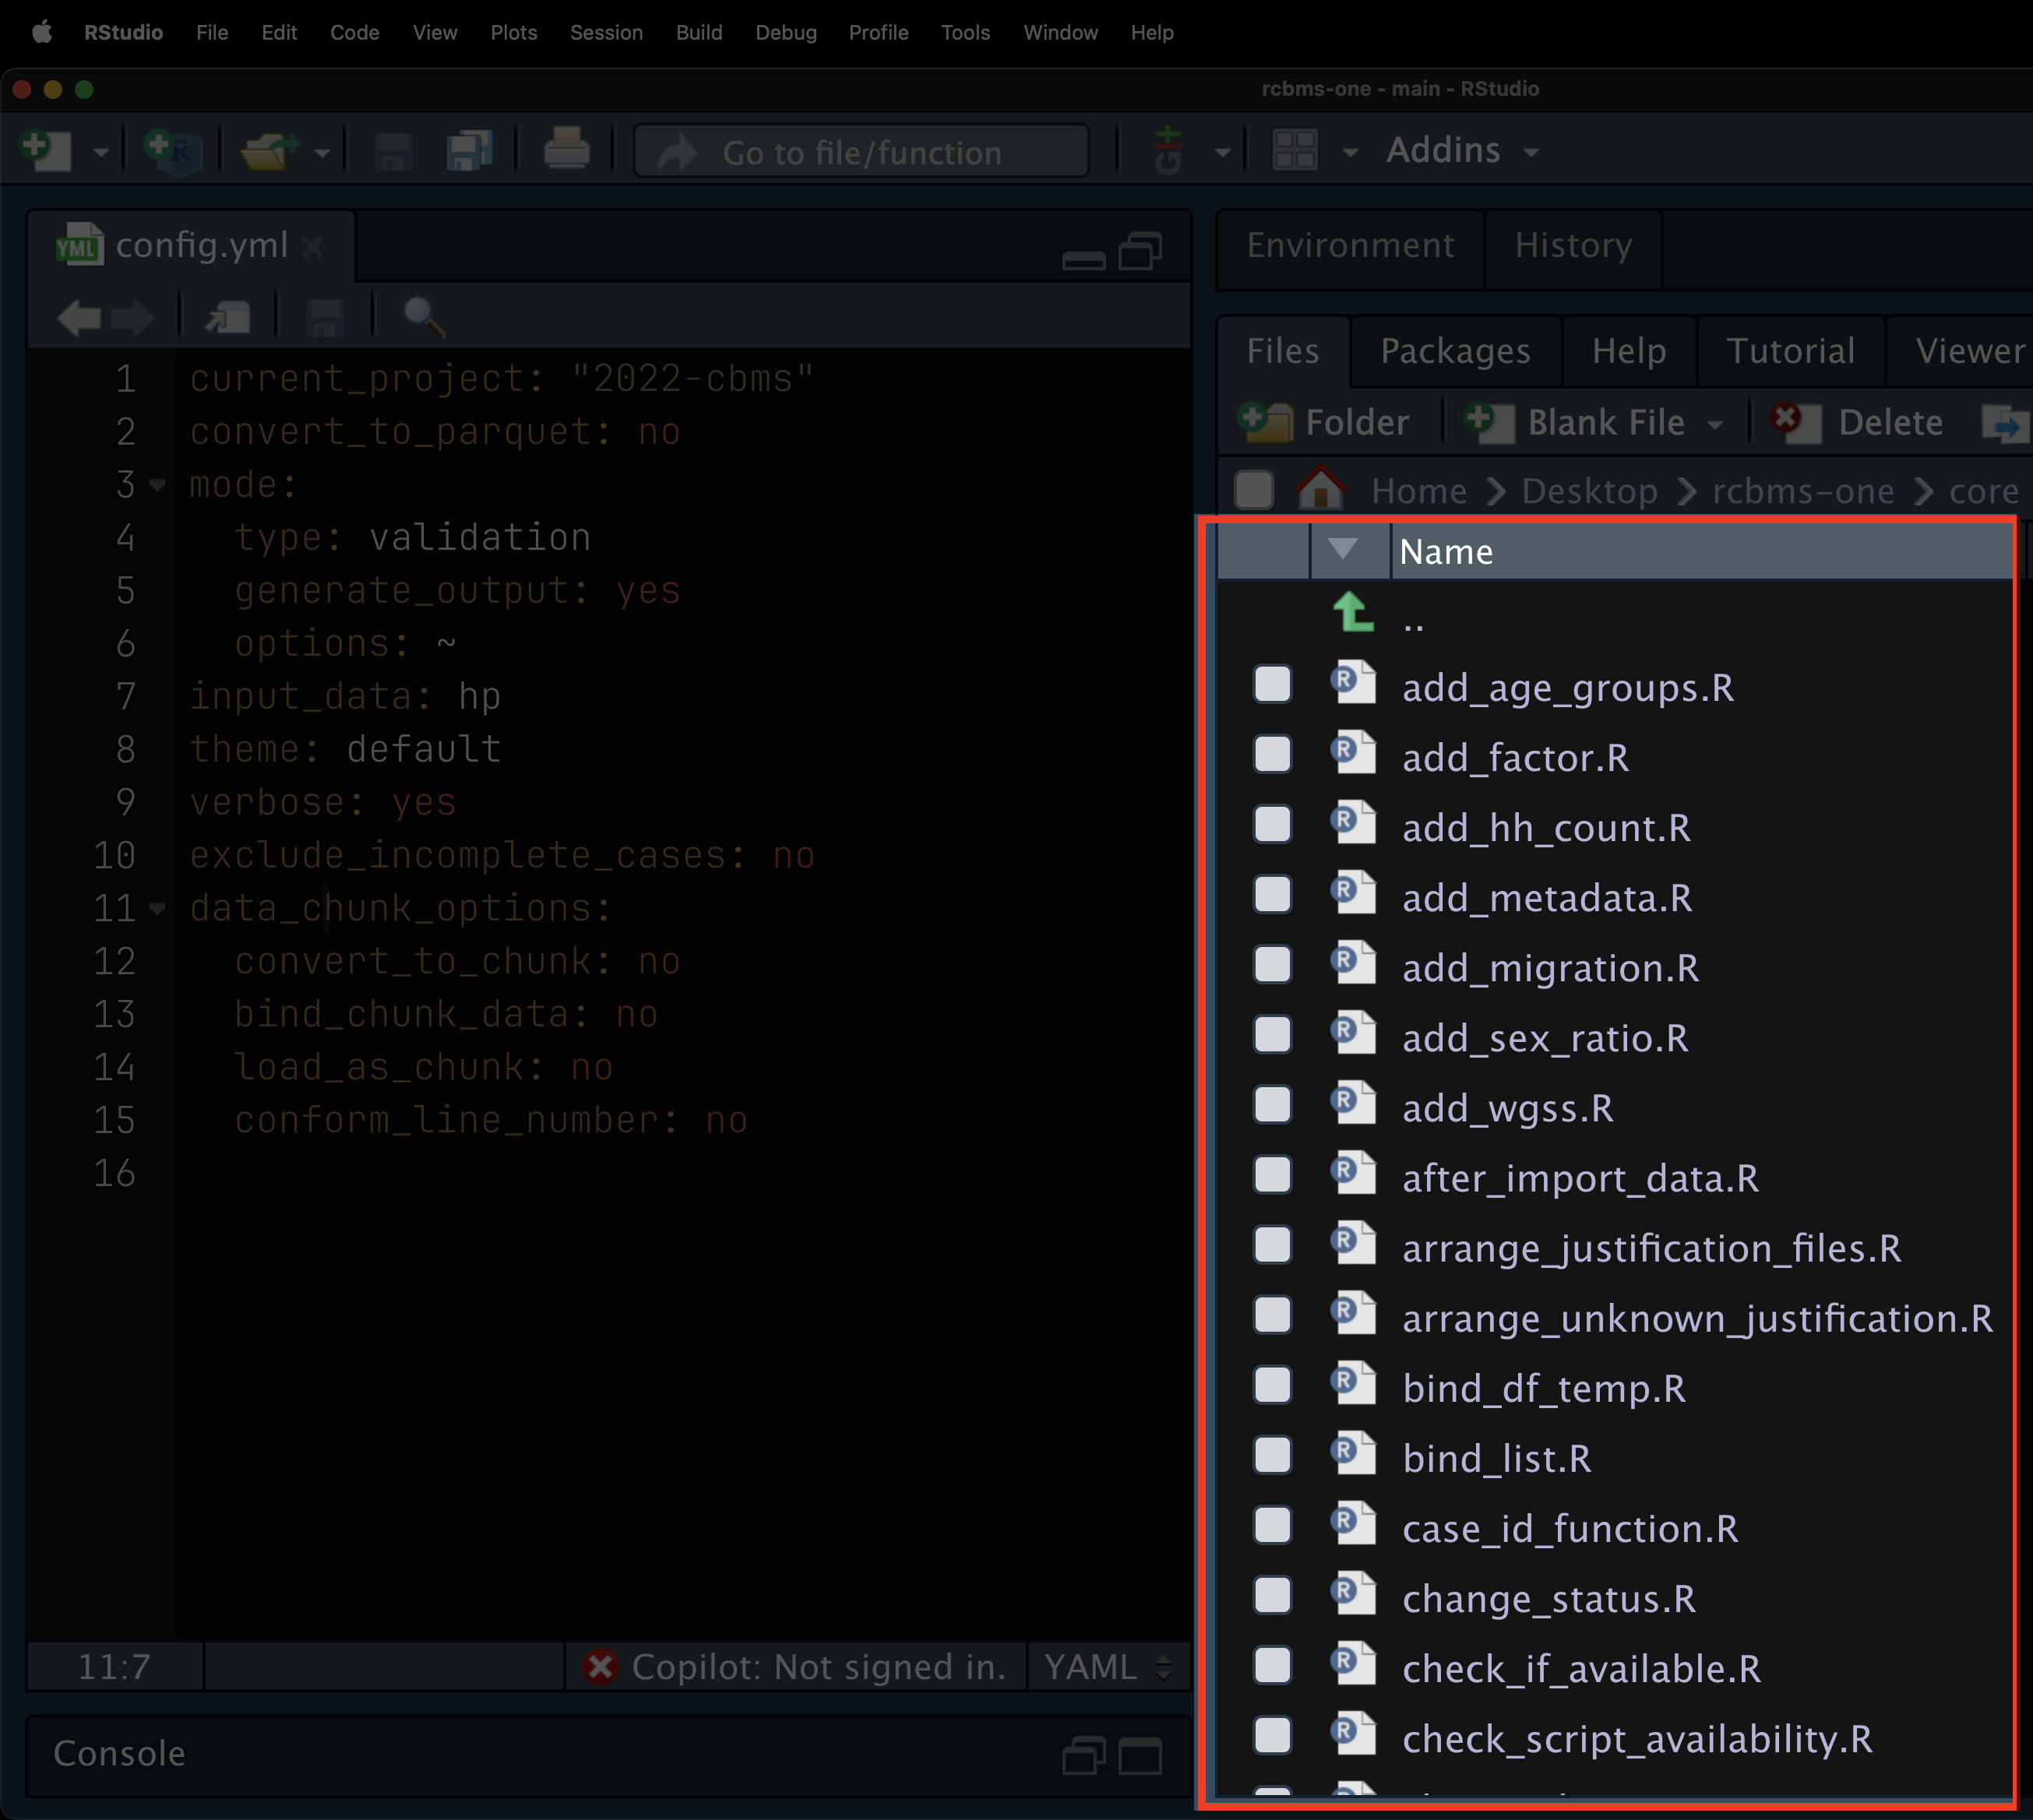 RStudio File Edit Code View Plots Session Build Debug Profile Tools Window Help
rcbms-one - main - RStudio
Go to file/function Addins
config.yml
1 current_project: "2022-cbms"
2 convert_to_parquet: no
3 mode:
4 type: validation
5 generate_output: yes
6 options: ~
7 input_data: hp
8 theme: default
9 verbose: yes
10 exclude_incomplete_cases: no
11 data_chunk_options:
12 convert_to_chunk: no
13 bind_chunk_data: no
14 load_as_chunk: no
15 conform_line_number: no
16
11:7 Copilot: Not signed in. YAML
Console
Environment History
Files Packages Help Tutorial Viewer
Folder Blank File Delete
Home Desktop rcbms-one core
Name
..
add_age_groups.R
add_factor.R
add_hh_count.R
add_metadata.R
add_migration.R
add_sex_ratio.R
add_wgss.R
after_import_data.R
arrange_justification_files.R
arrange_unknown_justification.R
bind_df_temp.R
bind_list.R
case_id_function.R
change_status.R
check_if_available.R
check_script_availability.R